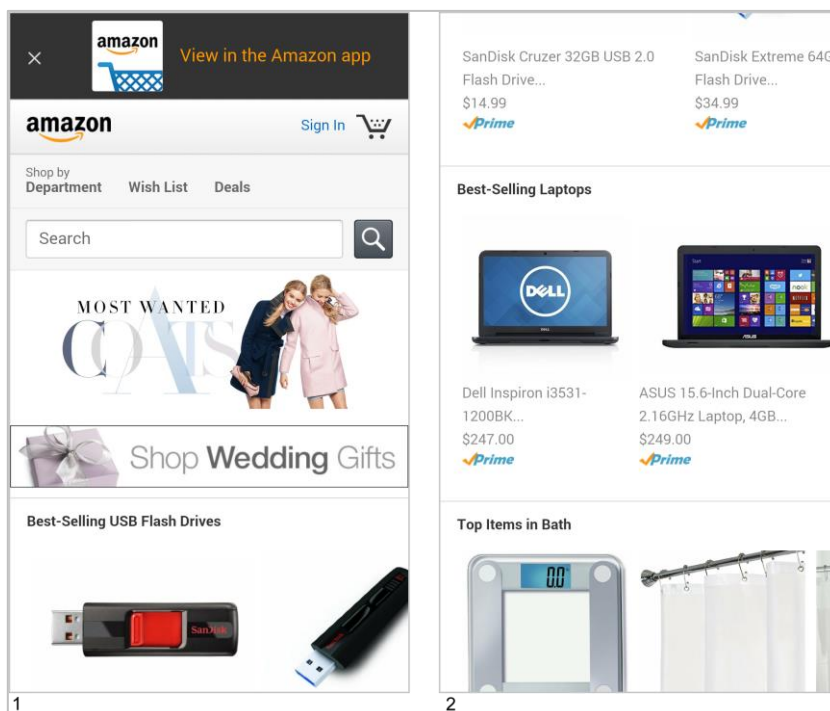 amazon
View in the Amazon app
amazon
Sign In
Shop by
Department Wish List Deals
Search
MOST WANTED
COATS
Shop Wedding Gifts
Best-Selling USB Flash Drives
SanDisk
1
SanDisk Cruzer 32GB USB 2.0
Flash Drive...
$14.99
Prime
SanDisk Extreme 64G
Flash Drive...
$34.99
Prime
Best-Selling Laptops
DELL
ASUS
Dell Inspiron i3531-
1200BK...
$247.00
Prime
ASUS 15.6-Inch Dual-Core
2.16GHz Laptop, 4GB...
$249.00
Prime
Top Items in Bath
0.0
2